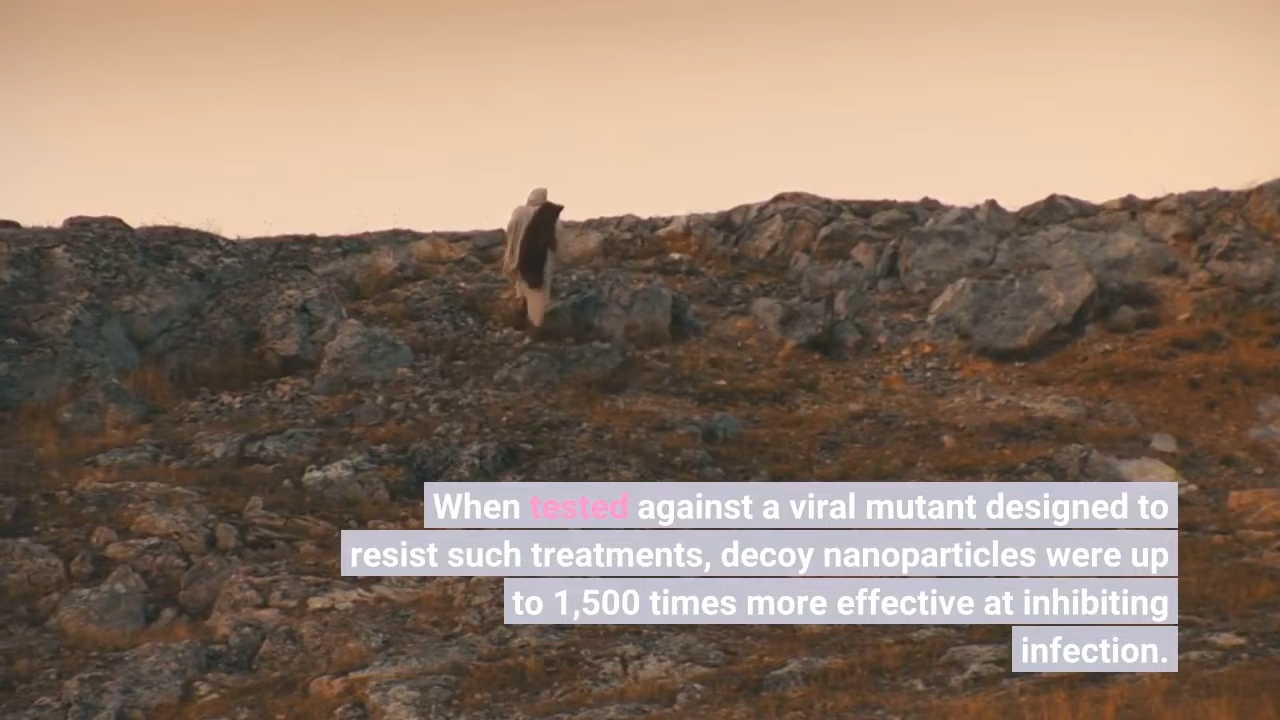 When tested against a viral mutant designed to
resist such treatments, decoy nanoparticles were up
to 1,500 times more effective at inhibiting
infection.